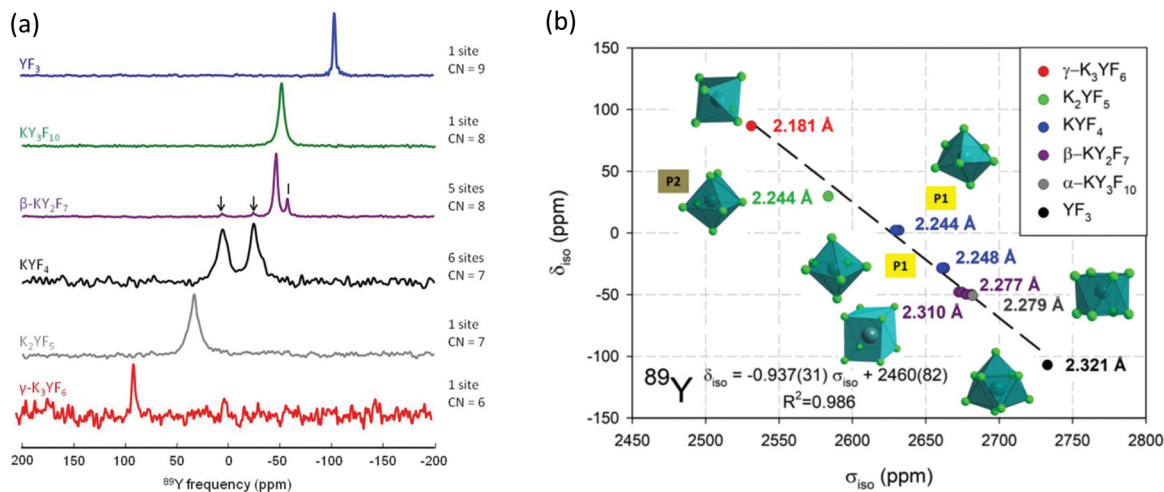 (a)
YF3
1 site
CN = 9
KY3F10
1 site
CN = 8
β-KY2F7
5 sites
CN = 8
KYF4
6 sites
CN = 7
K2YF5
1 site
CN = 7
γ-K3YF6
1 site
CN = 6
200 150 100 50 0 -50 -100 -150 -200
89Y frequency (ppm)
(b)
δiso (ppm)
150
100
50
0
-50
-100
-150
2450 2500 2550 2600 2650 2700 2750 2800
σiso (ppm)
γ−K3YF6
K2YF5
KYF4
β−KY2F7
α−KY3F10
YF3
2.181 Å
P2
2.244 Å
P1
2.244 Å
P1
2.248 Å
2.277 Å
2.279 Å
2.310 Å
2.321 Å
89Y
δiso = -0.937(31) σiso + 2460(82)
R2=0.986